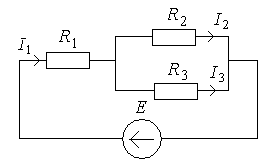 R₂ I₂
I₁ R₁
R₃ I₃
E